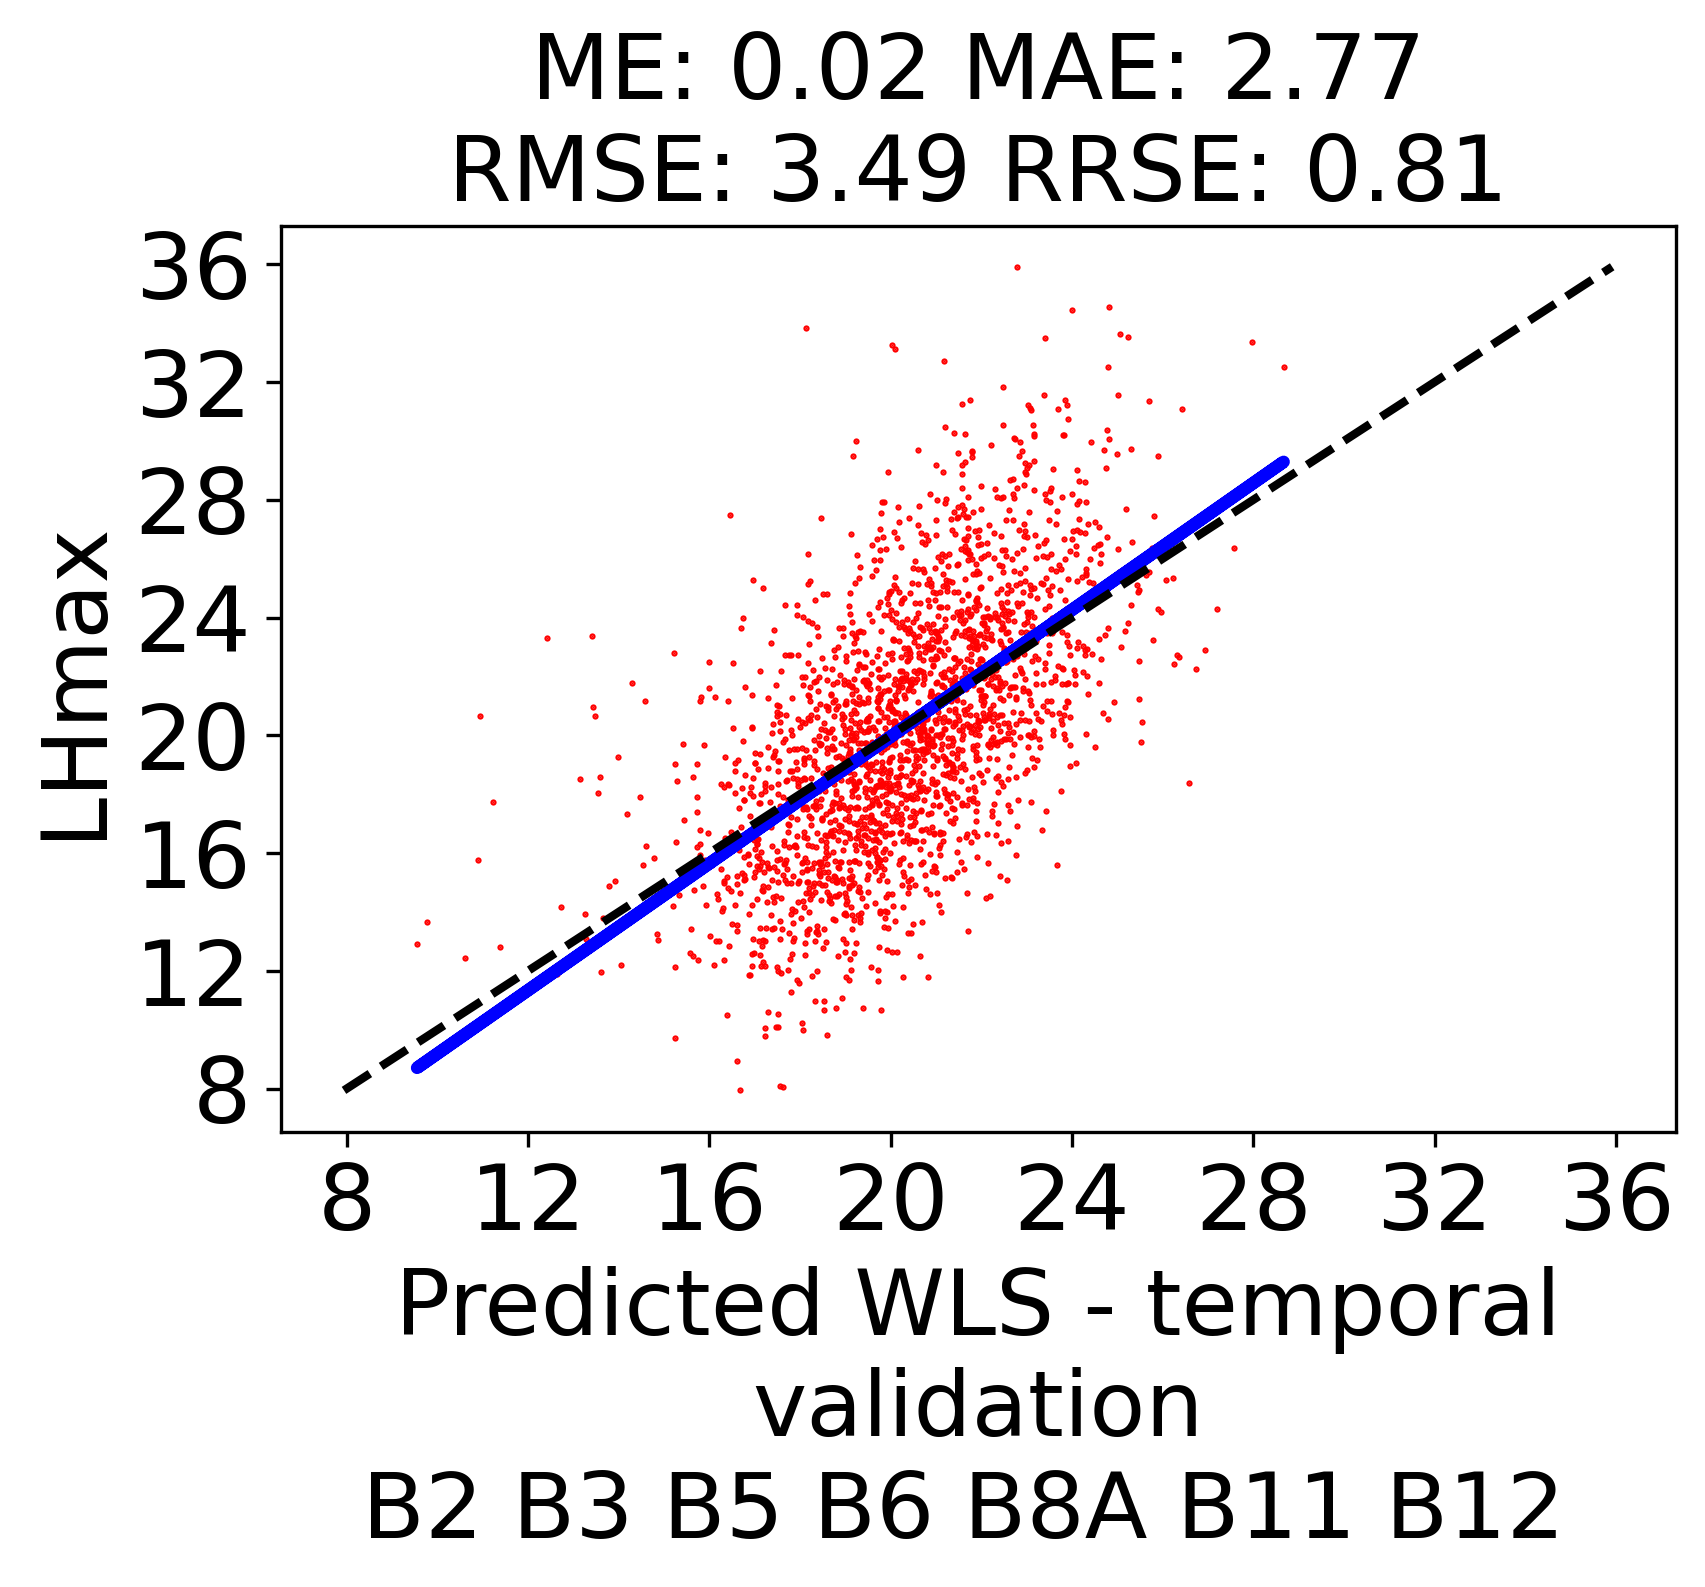 ME: 0.02 MAE: 2.77
RMSE: 3.49 RRSE: 0.81
36
32
28
24
20
16
12
8
LHmax
8 12 16 20 24 28 32 36
Predicted WLS - temporal
validation
B2 B3 B5 B6 B8A B11 B12